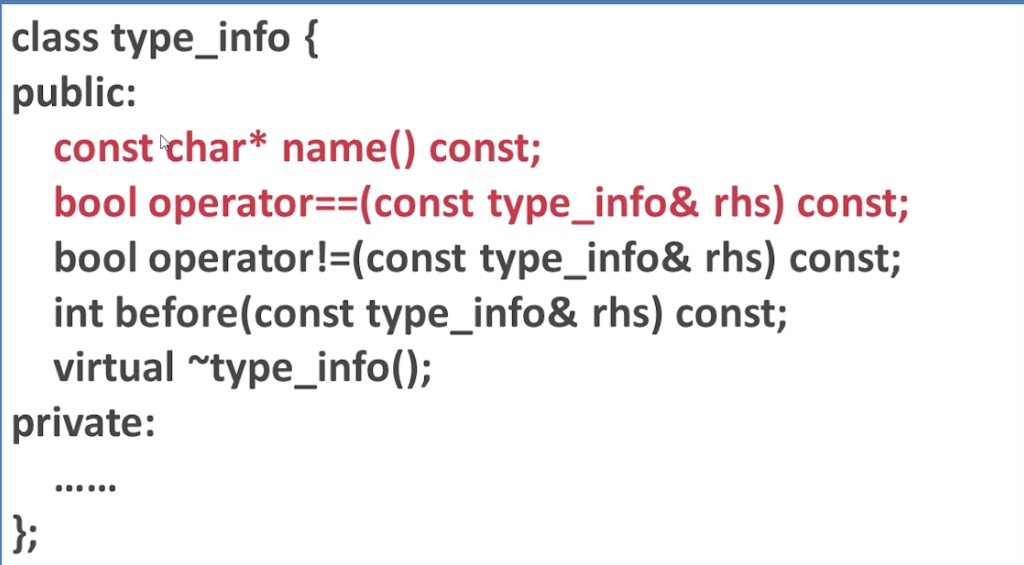 class type_info {
public:
const char* name() const;
bool operator==(const type_info& rhs) const;
bool operator!=(const type_info& rhs) const;
int before(const type_info& rhs) const;
virtual ~type_info();
private:
……
};